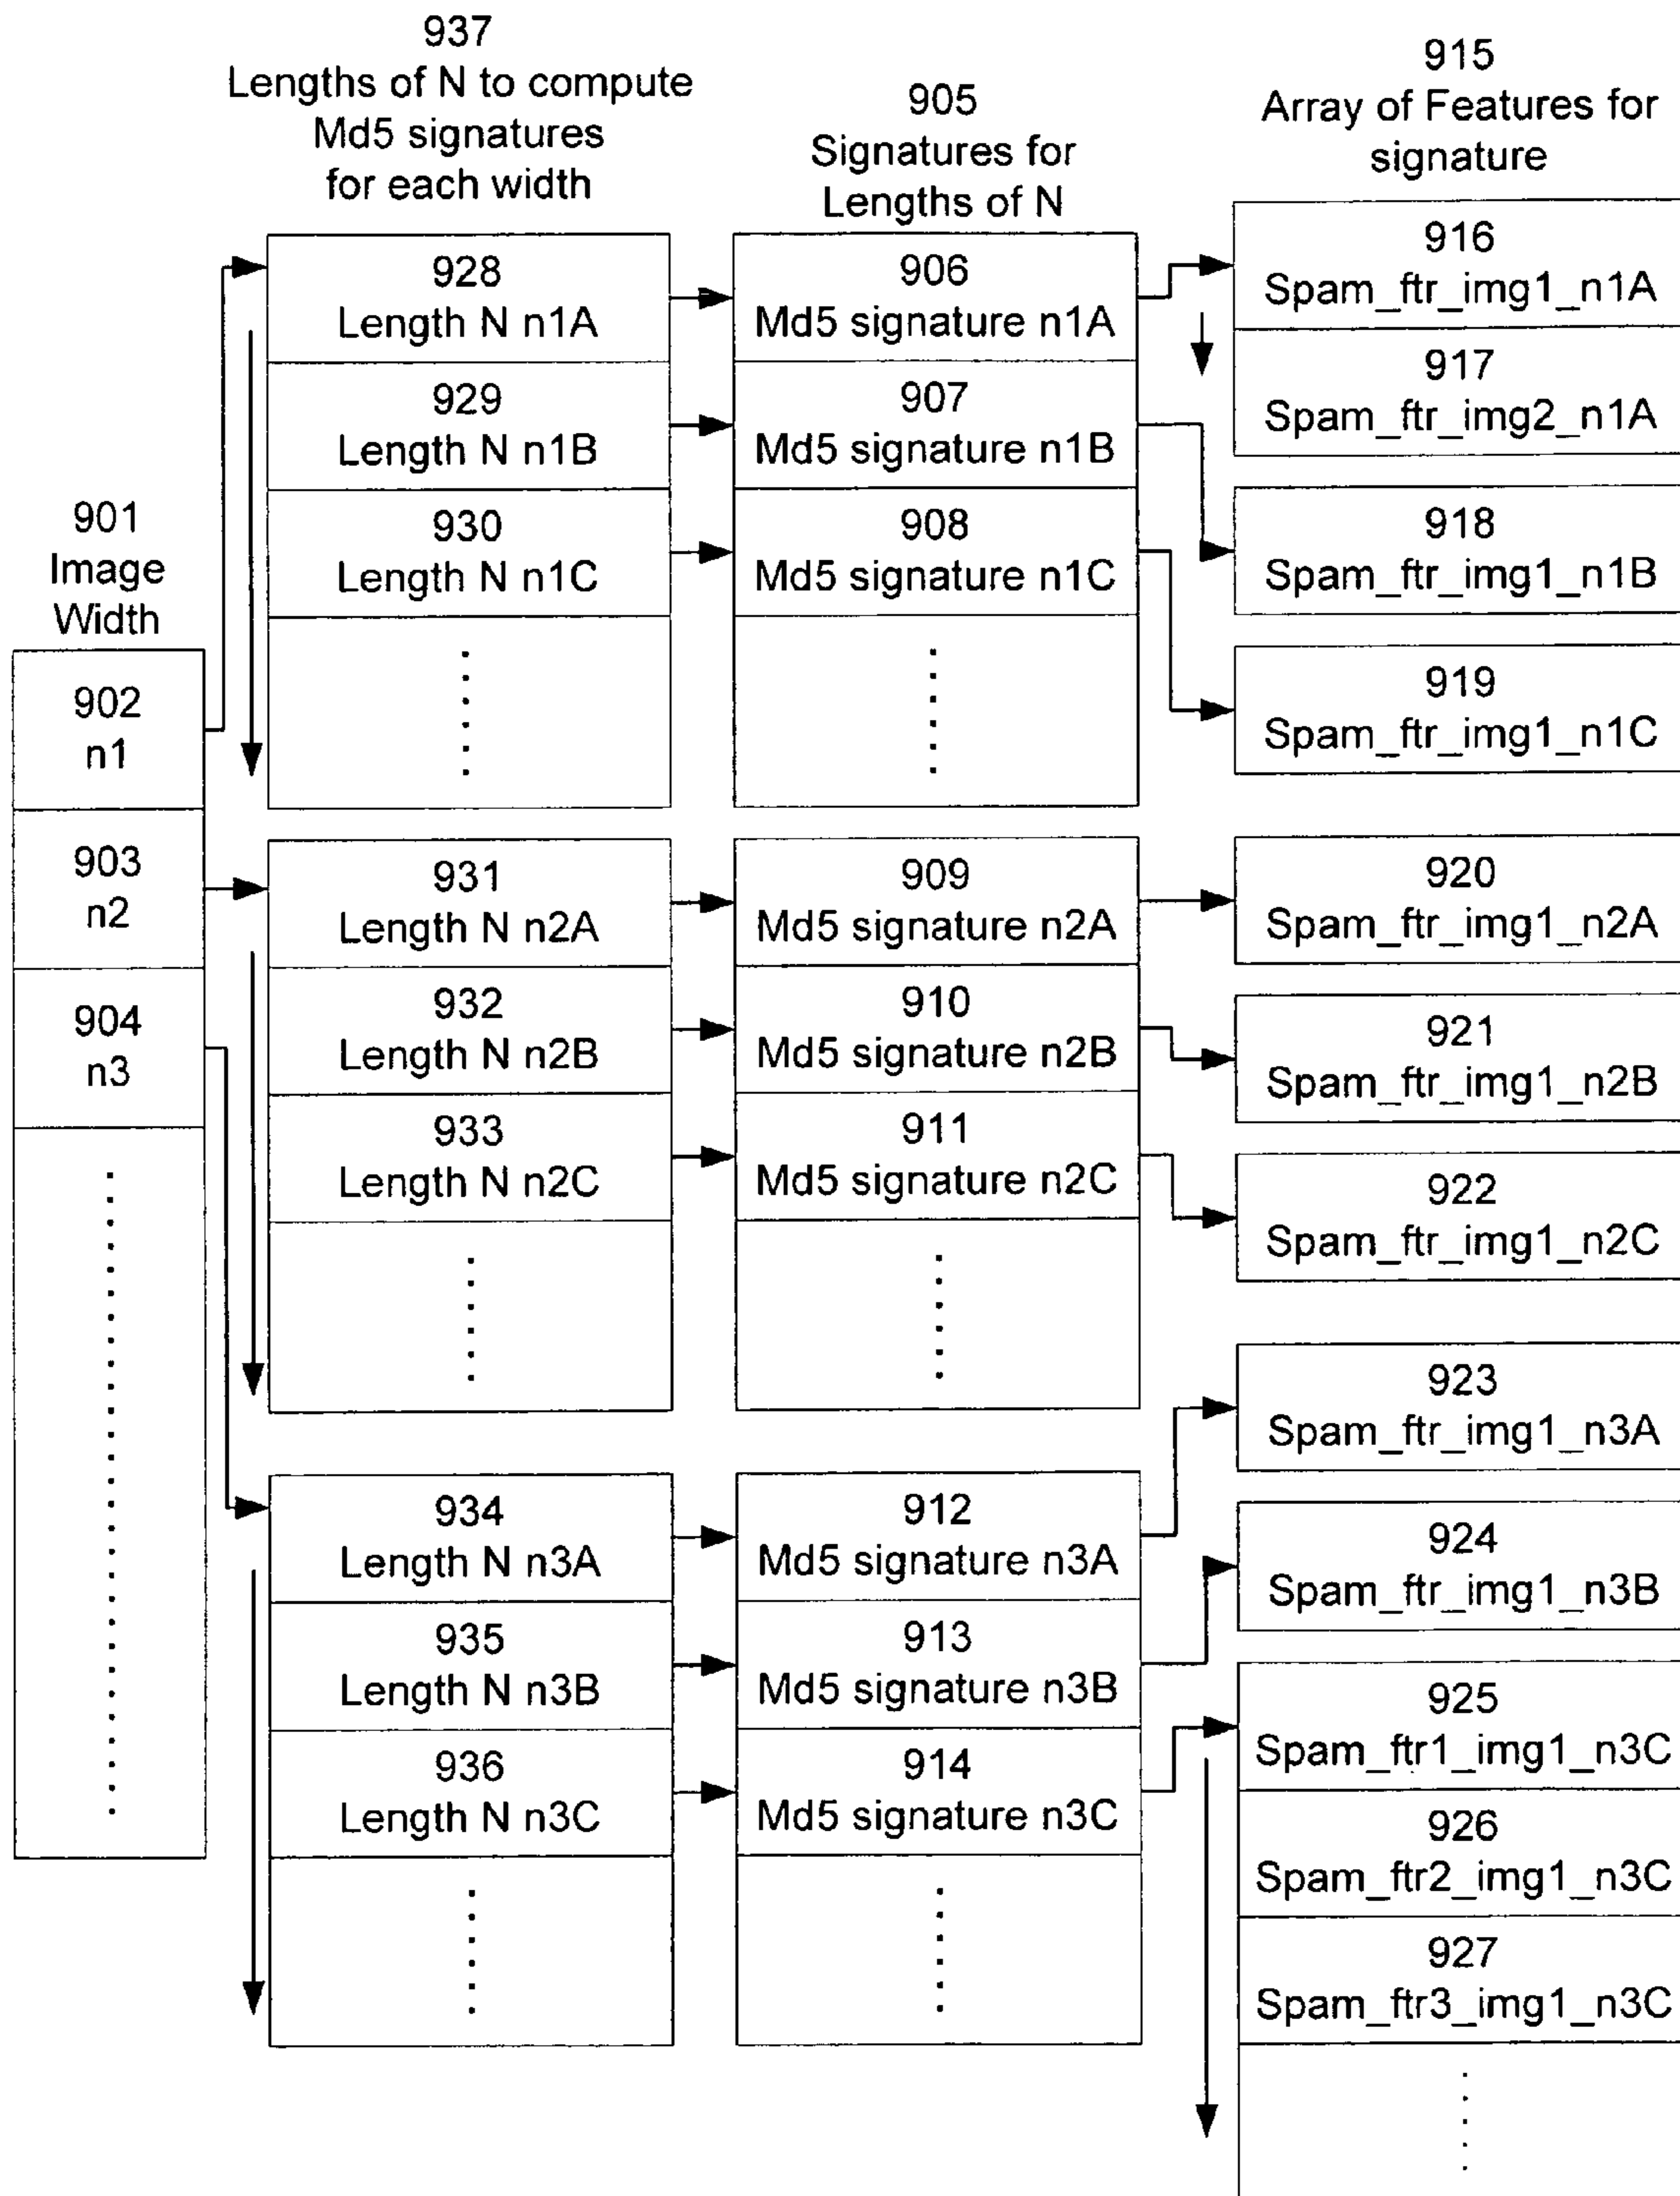 937
Lengths of N to compute
Md5 signatures
for each width
905
Signatures for
Lengths of N
915
Array of Features for
signature
901
Image
Width
902
n1
903
n2
904
n3
928
Length N n1A
929
Length N n1B
930
Length N n1C
931
Length N n2A
932
Length N n2B
933
Length N n2C
934
Length N n3A
935
Length N n3B
936
Length N n3C
906
Md5 signature n1A
907
Md5 signature n1B
908
Md5 signature n1C
909
Md5 signature n2A
910
Md5 signature n2B
911
Md5 signature n2C
912
Md5 signature n3A
913
Md5 signature n3B
914
Md5 signature n3C
916
Spam_ftr_img1_n1A
917
Spam_ftr_img2_n1A
918
Spam_ftr_img1_n1B
919
Spam_ftr_img1_n1C
920
Spam_ftr_img1_n2A
921
Spam_ftr_img1_n2B
922
Spam_ftr_img1_n2C
923
Spam_ftr_img1_n3A
924
Spam_ftr_img1_n3B
925
Spam_ftr1_img1_n3C
926
Spam_ftr2_img1_n3C
927
Spam_ftr3_img1_n3C